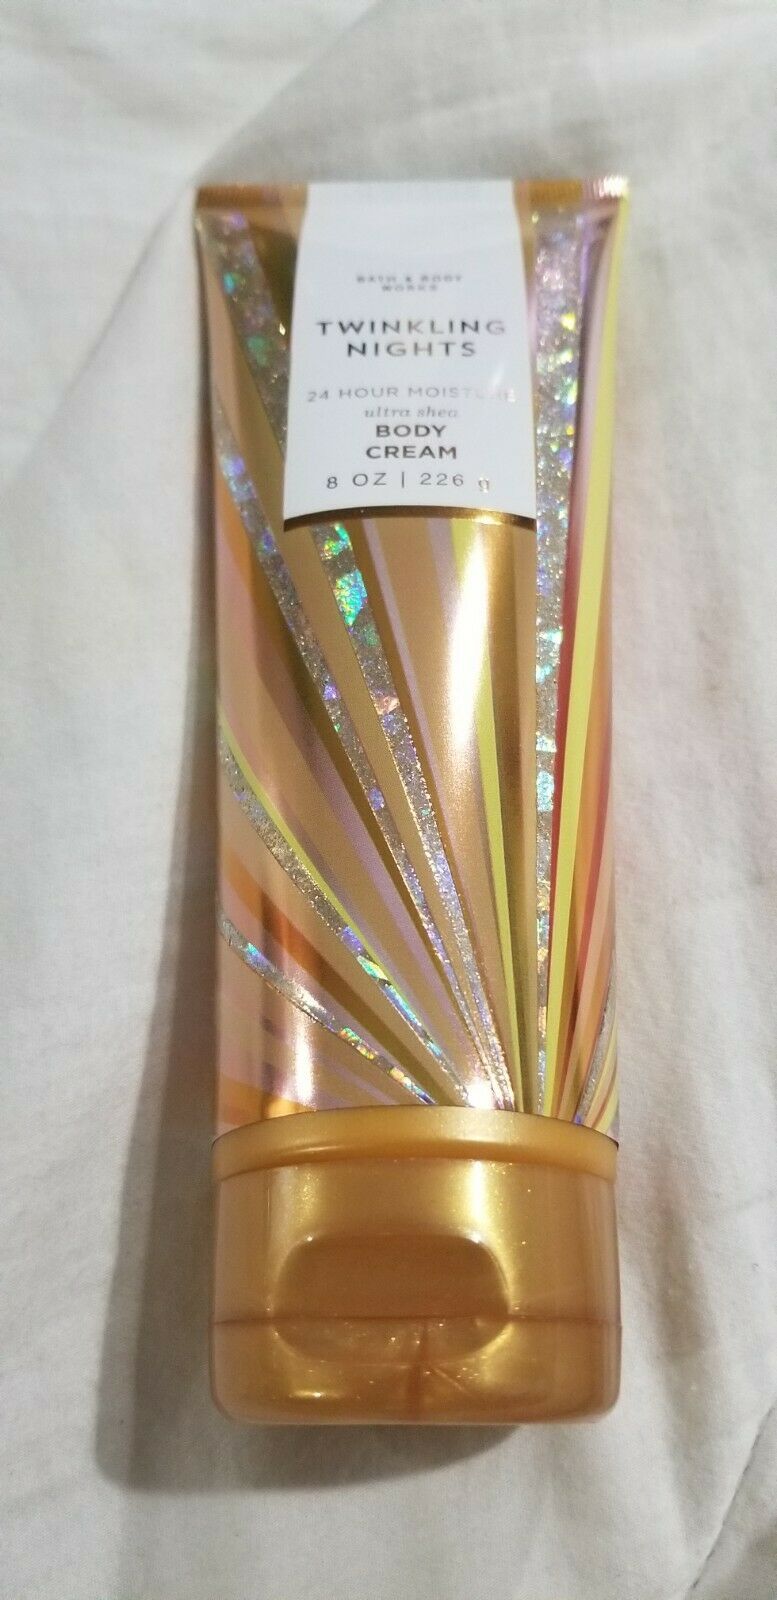 BATH & BODY
WORKS
TWINKLING
NIGHTS
24 HOUR MOISTURE
ultra shea
BODY
CREAM
8 OZ | 226 g